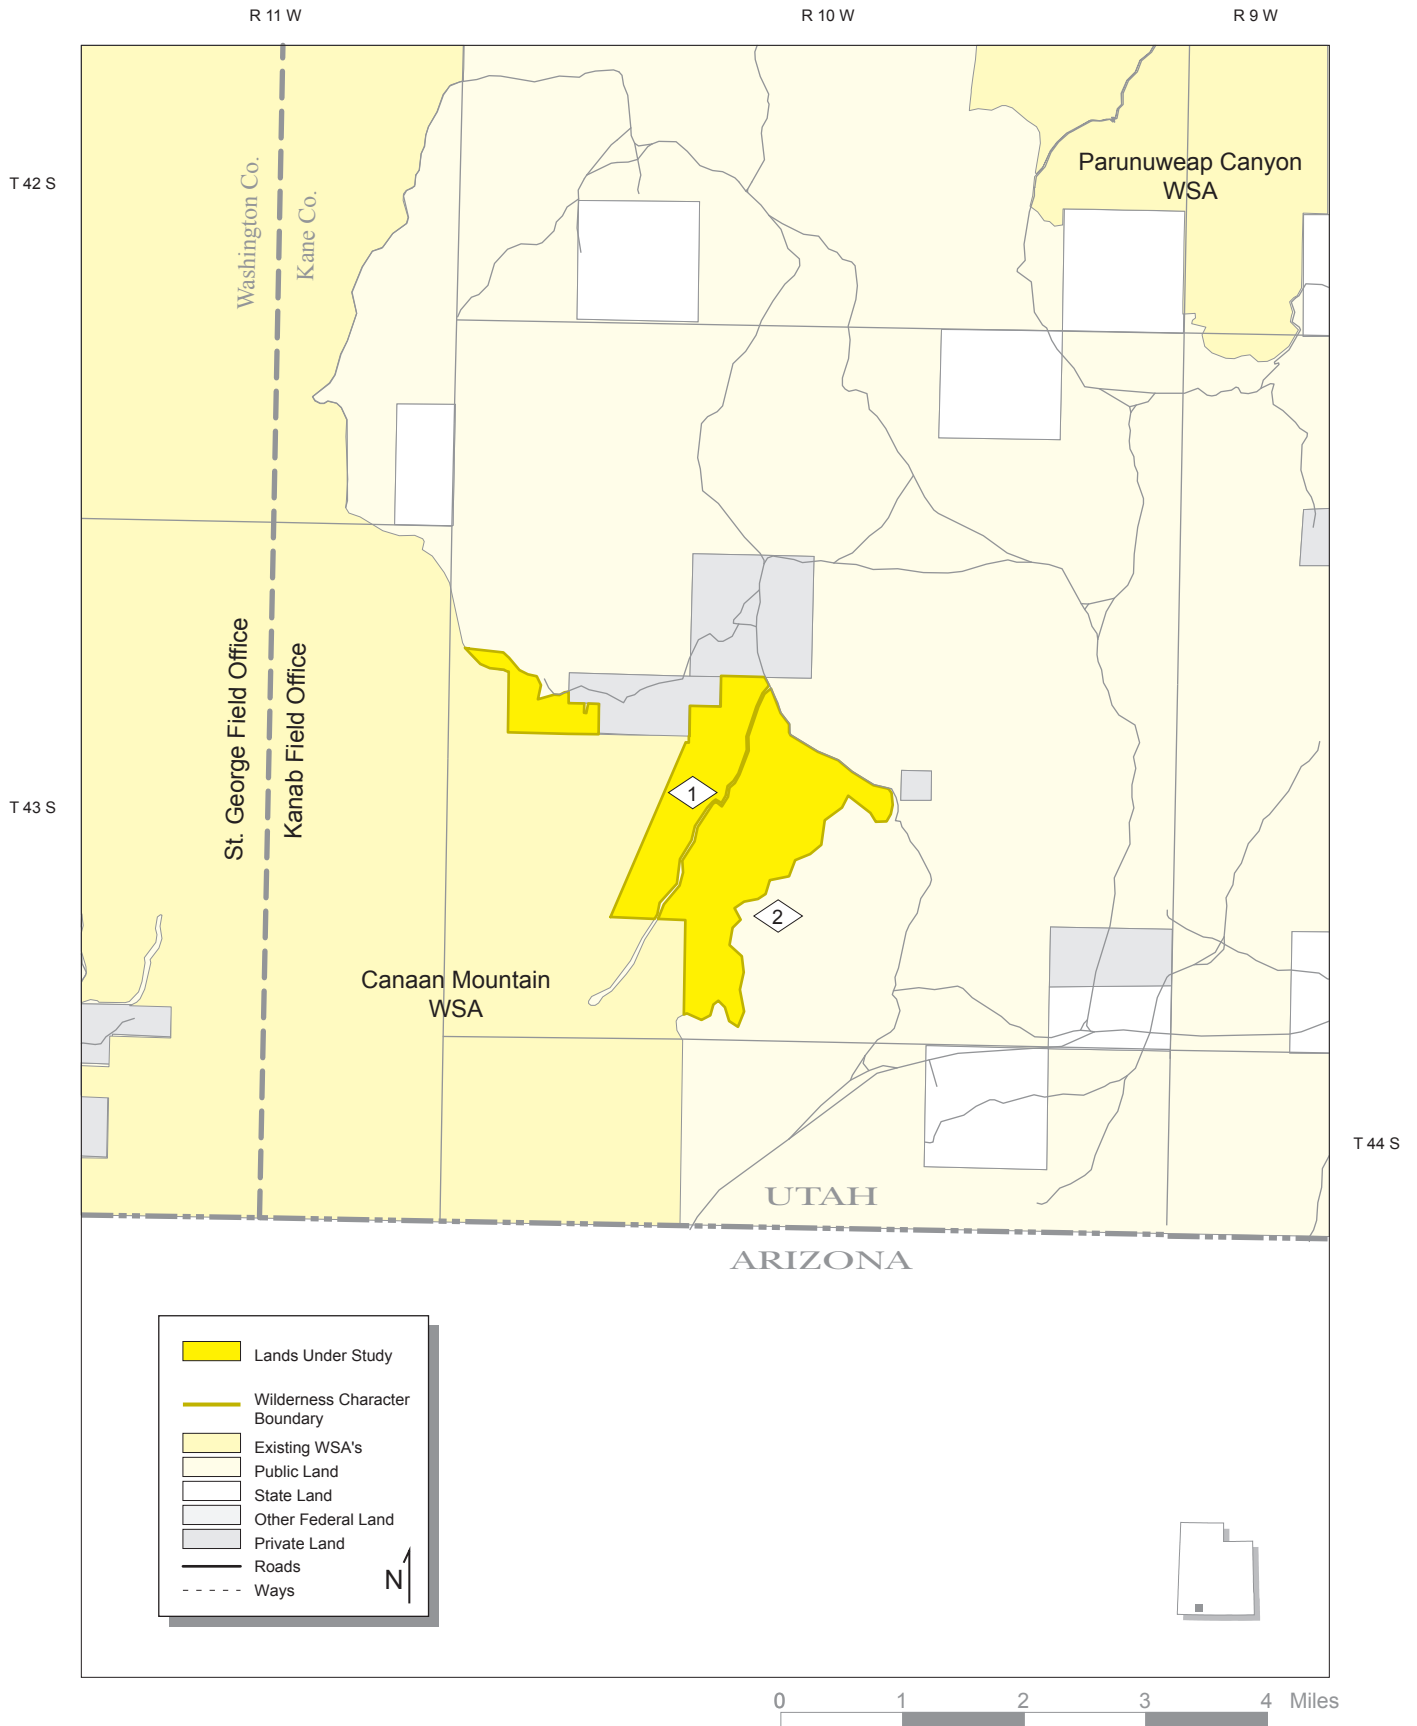 R 11 W
R 10 W
R 9 W
T 42 S
Washington Co.
Kane Co.
Parunuweap Canyon
WSA
St. George Field Office
Kanab Field Office
T 43 S
1
2
Canaan Mountain
WSA
T 44 S
UTAH
ARIZONA
Lands Under Study
Wilderness Character
Boundary
Existing WSA's
Public Land
State Land
Other Federal Land
Private Land
Roads
Ways
N
0 1 2 3 4 Miles